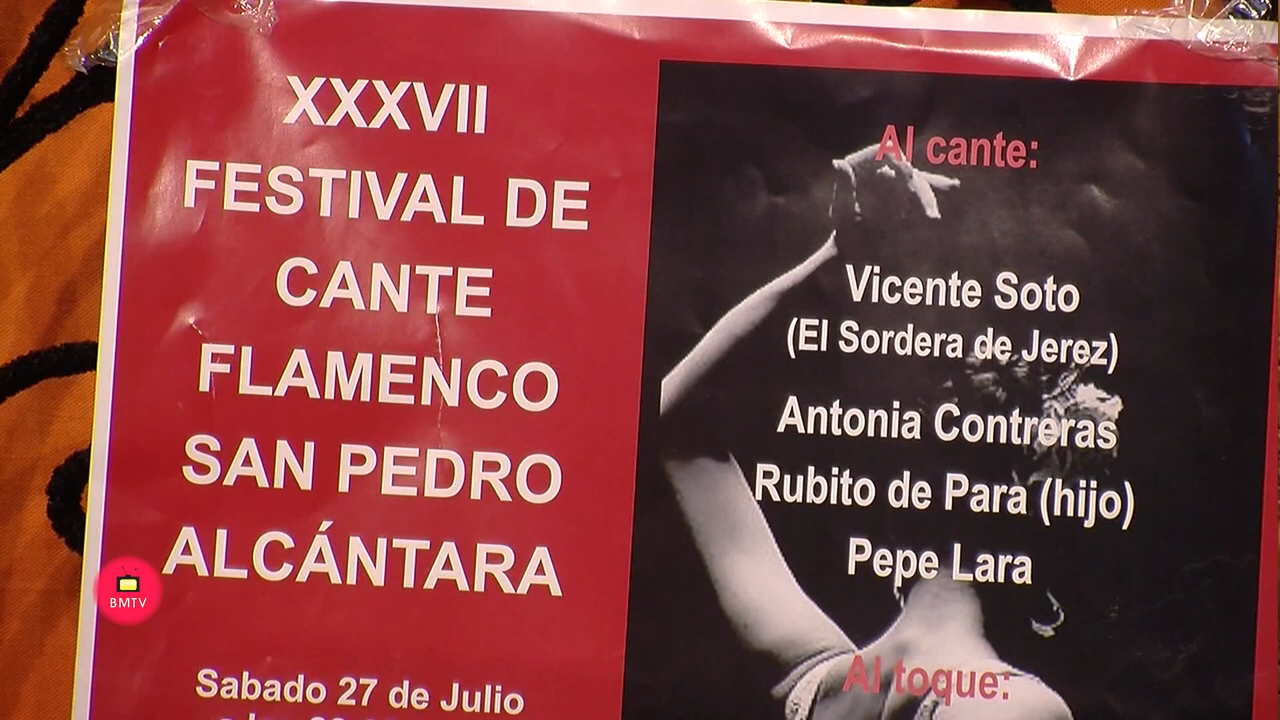 XXXVII
FESTIVAL DE
CANTE
FLAMENCO
SAN PEDRO
ALCÁNTARA
Sabado 27 de Julio
Al cante:
Vicente Soto
(El Sordera de Jerez)
Antonia Contreras
Rubito de Para (hijo)
Pepe Lara
Al toque:
BMTV